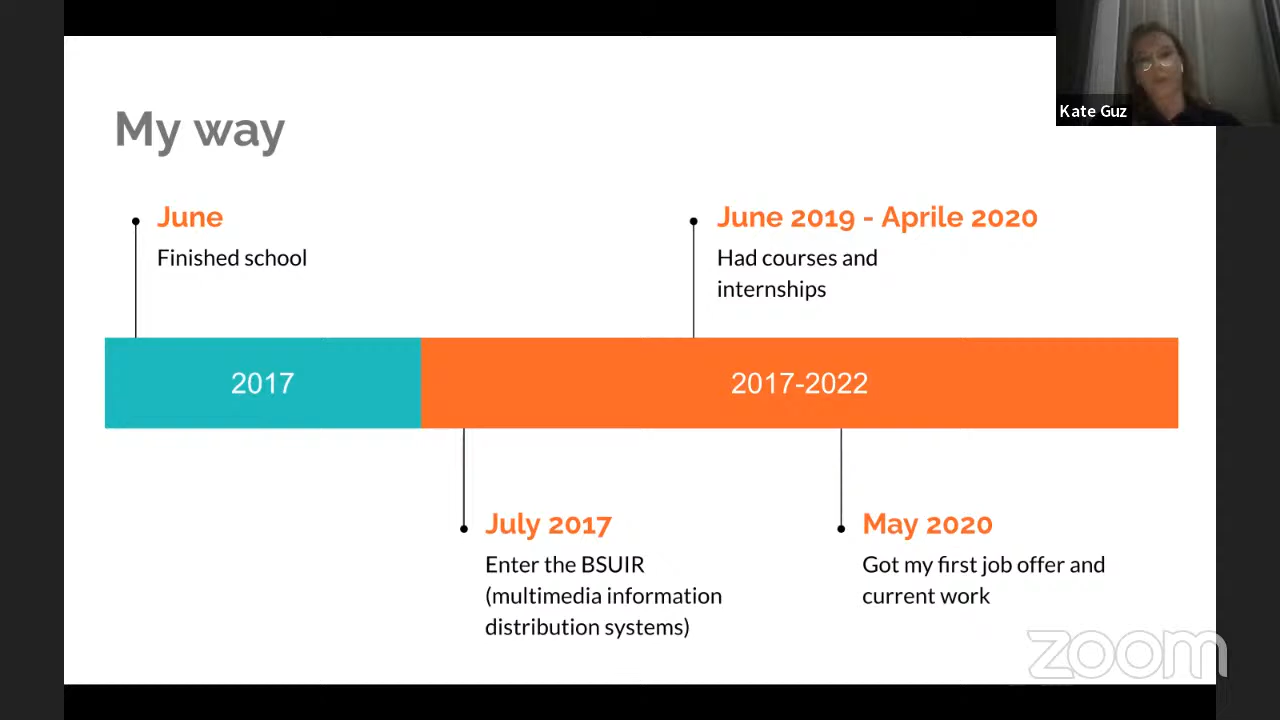 Kate Guz
My way
June
Finished school
June 2019 - Aprile 2020
Had courses and
internships
2017
2017-2022
July 2017
Enter the BSUIR
(multimedia information
distribution systems)
May 2020
Got my first job offer and
current work
zoom